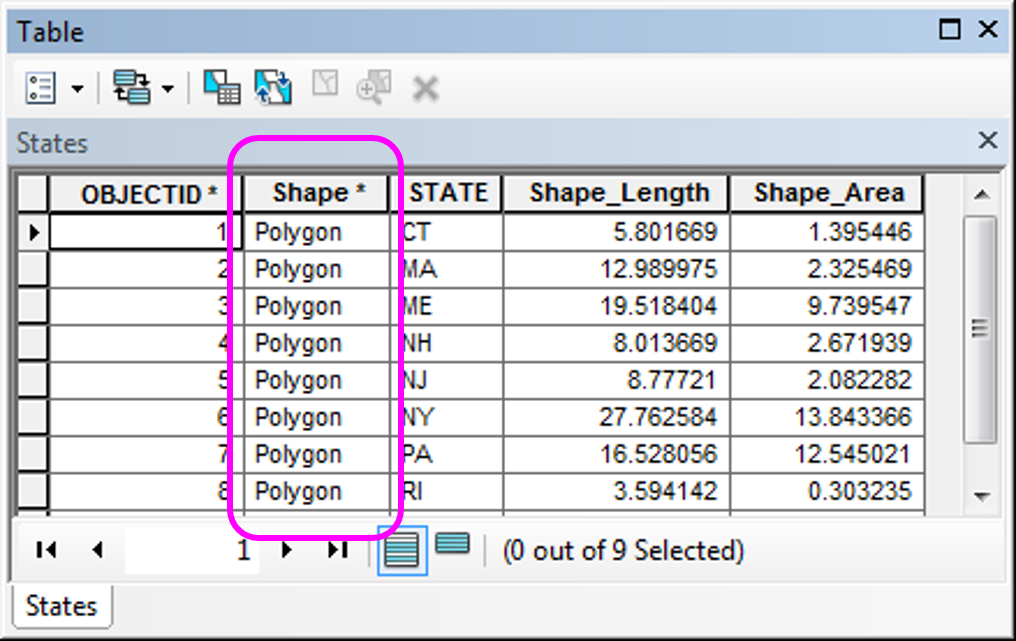 Table
States
OBJECTID * Shape * STATE Shape_Length Shape_Area
1 Polygon CT 5.801669 1.395446
2 Polygon MA 12.989975 2.325469
3 Polygon ME 19.518404 9.739547
4 Polygon NH 8.013669 2.671939
5 Polygon NJ 8.77721 2.082282
6 Polygon NY 27.762584 13.843366
7 Polygon PA 16.528056 12.545021
8 Polygon RI 3.594142 0.303235
1 (0 out of 9 Selected)
States